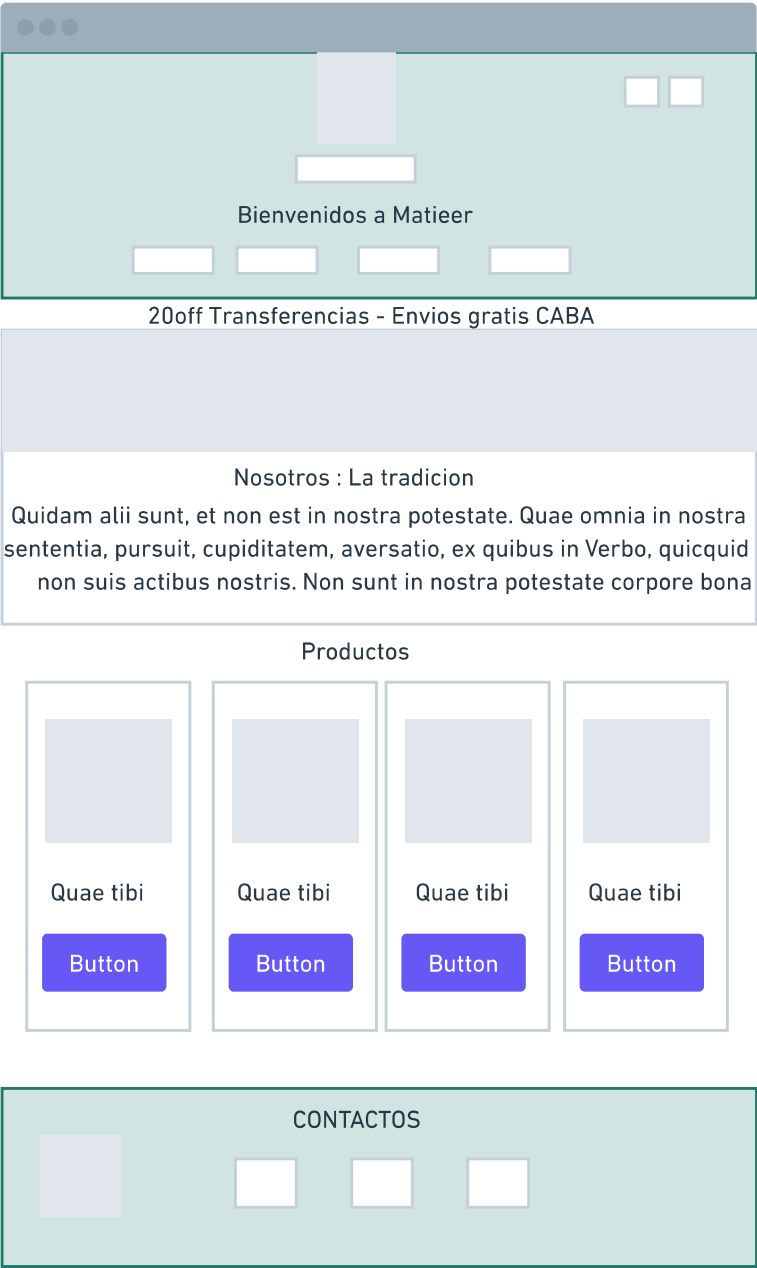 Bienvenidos a Matieer
20off Transferencias - Envios gratis CABA
Nosotros : La tradicion
Quidam alii sunt, et non est in nostra potestate. Quae omnia in nostra
sententia, pursuit, cupiditatem, aversatio, ex quibus in Verbo, quicquid
non suis actibus nostris. Non sunt in nostra potestate corpore bona
Productos
Quae tibi
Quae tibi
Quae tibi
Quae tibi
Button
Button
Button
Button
CONTACTOS